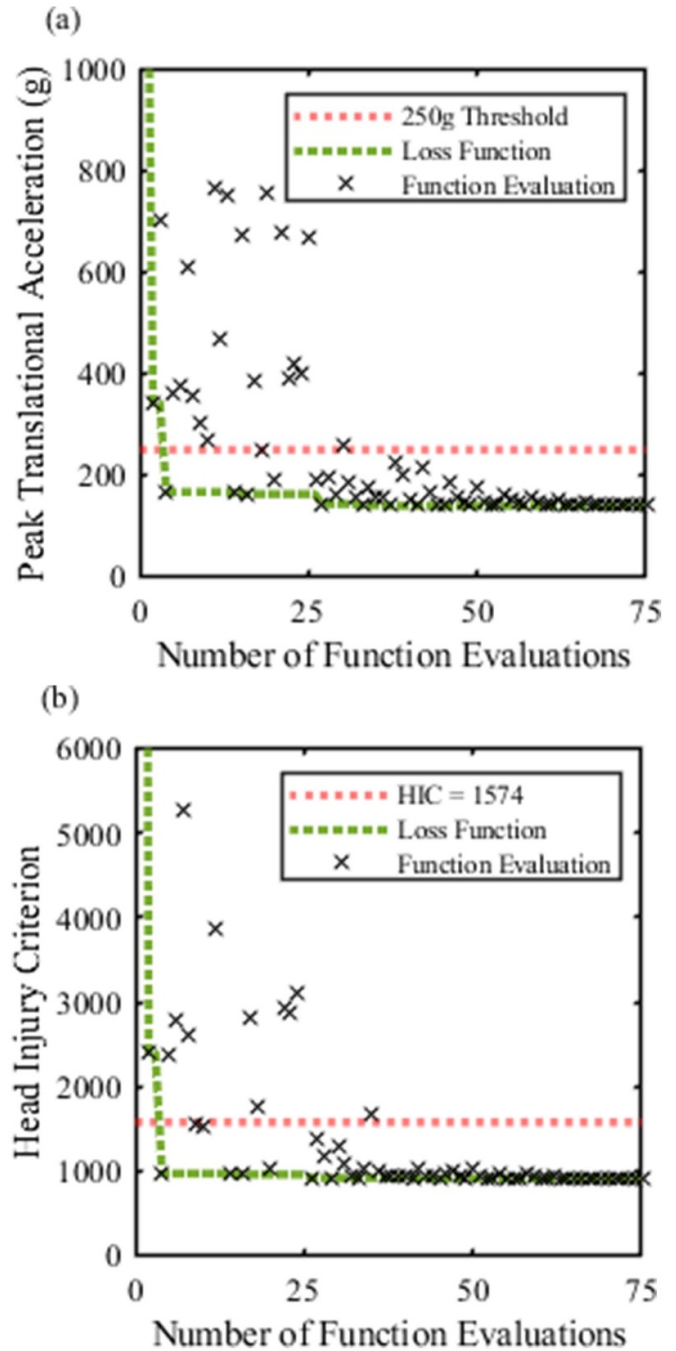 (a)
Peak Translational Acceleration (g)
1000
800
600
400
200
0
250g Threshold
Loss Function
Function Evaluation
0 25 50 75
Number of Function Evaluations
(b)
Head Injury Criterion
6000
5000
4000
3000
2000
1000
0
HIC = 1574
Loss Function
Function Evaluation
0 25 50 75
Number of Function Evaluations